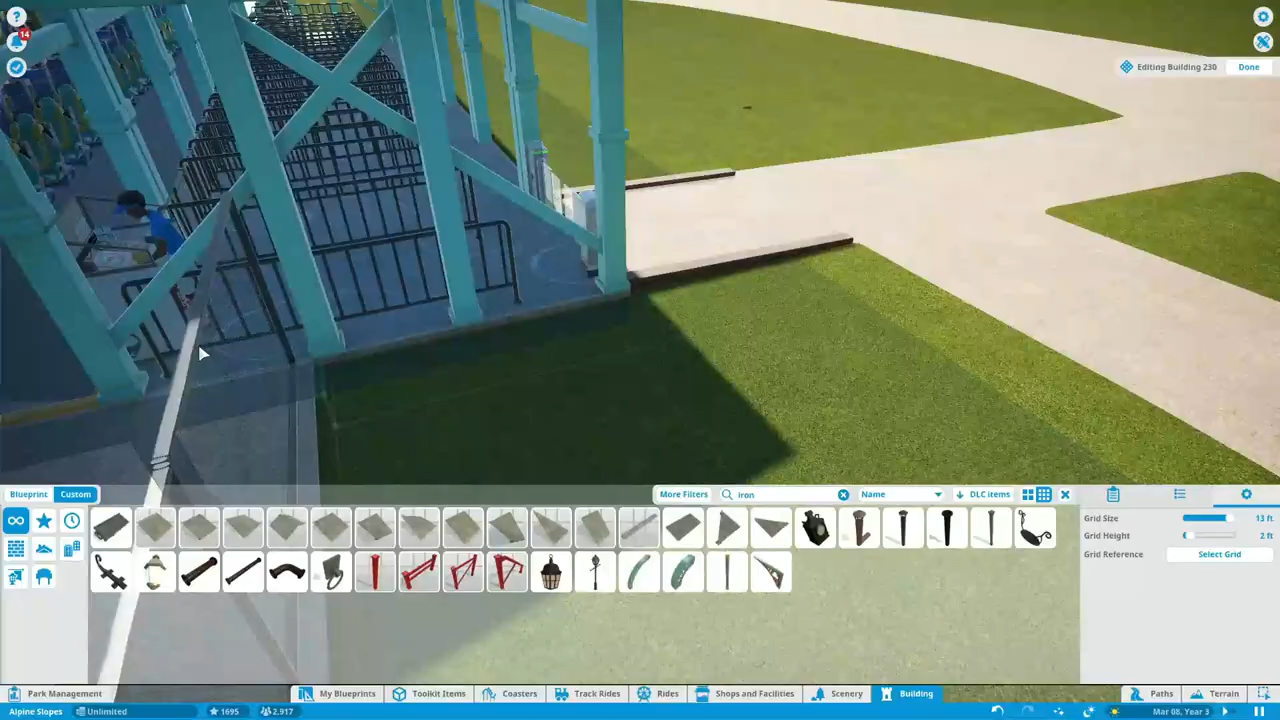 ?
14
Editing Building 230 Done
Blueprint Custom More Filters iron Name DLC items
Grid Size 13 ft
Grid Height 2 ft
Grid Reference Select Grid
Park Management My Blueprints Toolkit Items Coasters Track Rides Rides Shops and Facilities Scenery Building Paths Terrain
Alpine Slopes Unlimited 1695 2,917 Mar 08, Year 3